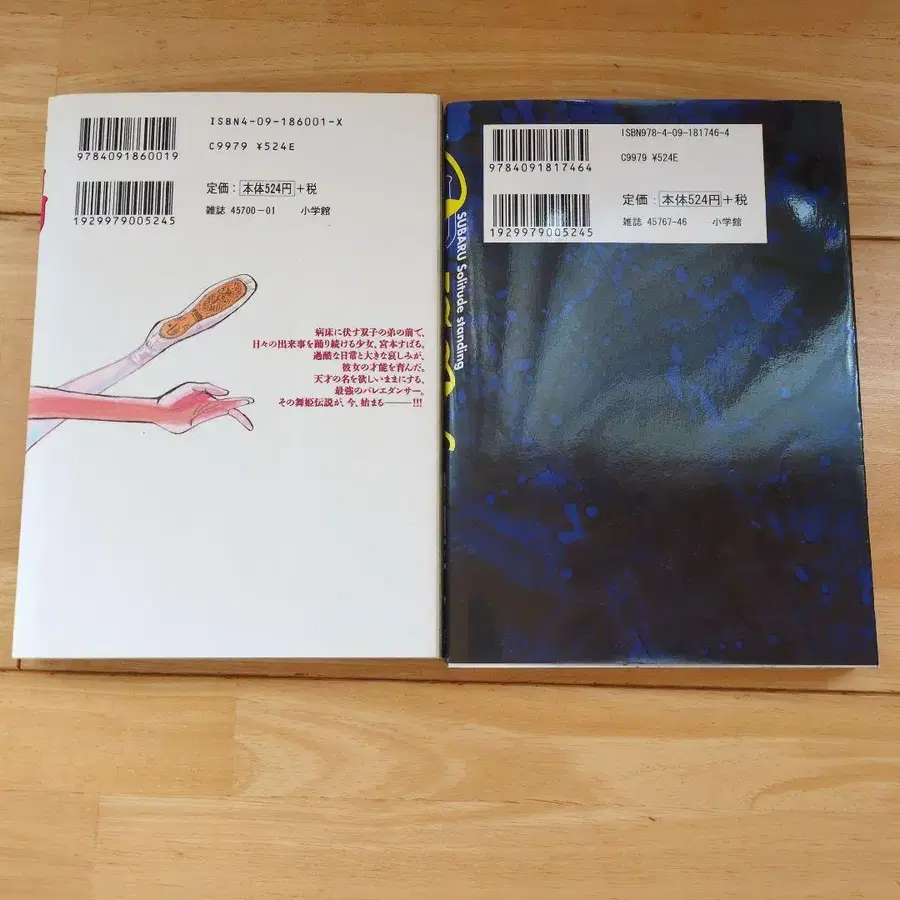 ISBN4-09-186001-X
9784091860019
C9979 ¥524E
定価：本体524円+税
1929979005245
雑誌 45700-01 小学館
病床に伏す双子の弟の前で、
日々の出来事を踊り続ける少女、宮本すばる。
過酷な日常と大きな哀しみが、
彼女の才能を育んだ。
天才の名を欲しいままにする、
最強のバレエダンサー。
その舞姫伝説が、今、始まる———!!!
ISBN978-4-09-181746-4
9784091817464
C9979 ¥524E
定価：本体524円+税
1929979005245
雑誌 45767-46 小学館
SUBARU Solitude standing